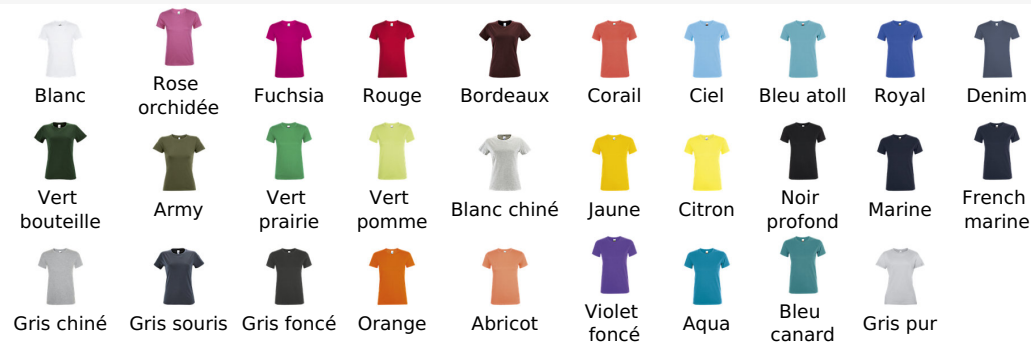 Blanc
Rose
orchidée
Fuchsia
Rouge
Bordeaux
Corail
Ciel
Bleu atoll
Royal
Denim
Vert
bouteille
Army
Vert
prairie
Vert
pomme
Blanc chiné
Jaune
Citron
Noir
profond
Marine
French
marine
Gris chiné
Gris souris
Gris foncé
Orange
Abricot
Violet
foncé
Aqua
Bleu
canard
Gris pur